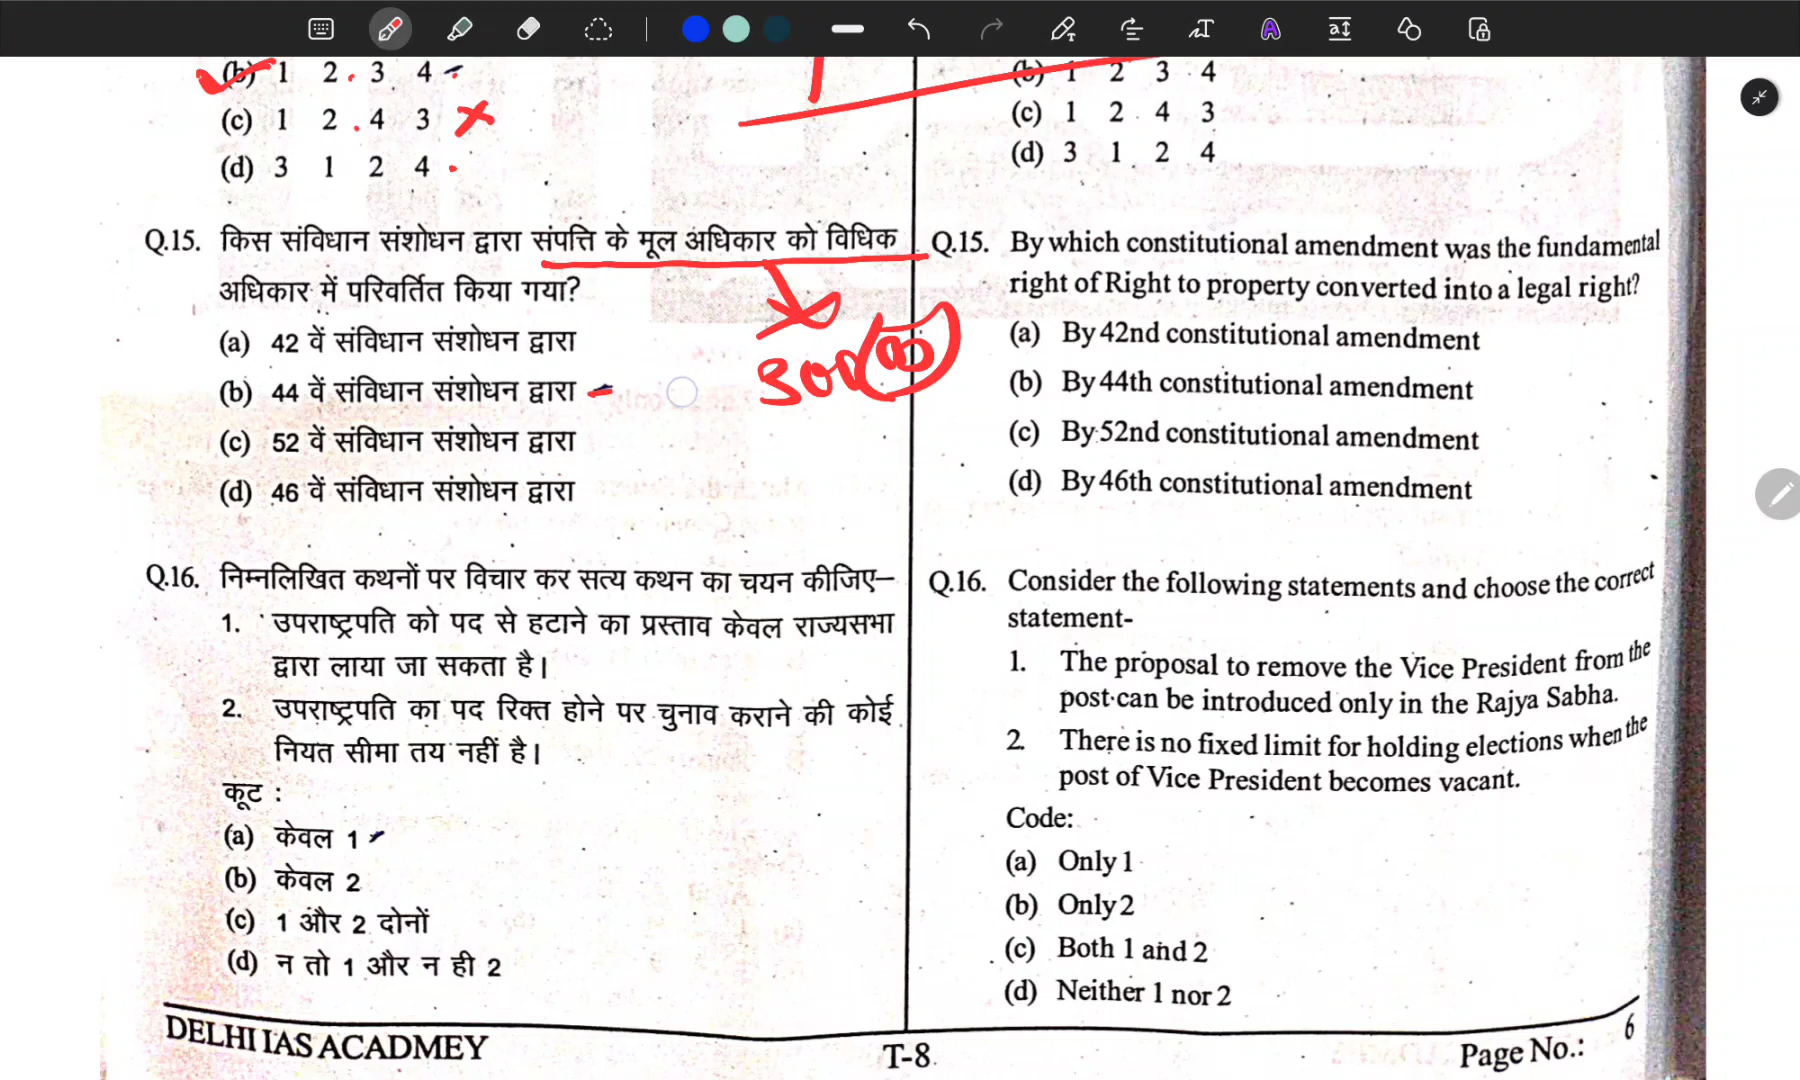 (b) 1 2 3 4
(c) 1 2 4 3
(d) 3 1 2 4
Q.15. किस संविधान संशोधन द्वारा संपत्ति के मूल अधिकार को विधिक
अधिकार में परिवर्तित किया गया?
(a) 42 वें संविधान संशोधन द्वारा
(b) 44 वें संविधान संशोधन द्वारा
(c) 52 वें संविधान संशोधन द्वारा
(d) 46 वें संविधान संशोधन द्वारा
300(क)
Q.16. निम्नलिखित कथनों पर विचार कर सत्य कथन का चयन कीजिए–
1. उपराष्ट्रपति को पद से हटाने का प्रस्ताव केवल राज्यसभा
द्वारा लाया जा सकता है।
2. उपराष्ट्रपति का पद रिक्त होने पर चुनाव कराने की कोई
नियत सीमा तय नहीं है।
कूट :
(a) केवल 1
(b) केवल 2
(c) 1 और 2 दोनों
(d) न तो 1 और न ही 2
(b) 1 2 3 4
(c) 1 2 4 3
(d) 3 1 2 4
Q.15. By which constitutional amendment was the fundamental
right of Right to property converted into a legal right?
(a) By 42nd constitutional amendment
(b) By 44th constitutional amendment
(c) By 52nd constitutional amendment
(d) By 46th constitutional amendment
Q.16. Consider the following statements and choose the correct
statement-
1. The proposal to remove the Vice President from the
post can be introduced only in the Rajya Sabha.
2. There is no fixed limit for holding elections when the
post of Vice President becomes vacant.
Code:
(a) Only 1
(b) Only 2
(c) Both 1 and 2
(d) Neither 1 nor 2
DELHI IAS ACADMEY
T-8
Page No.: 6